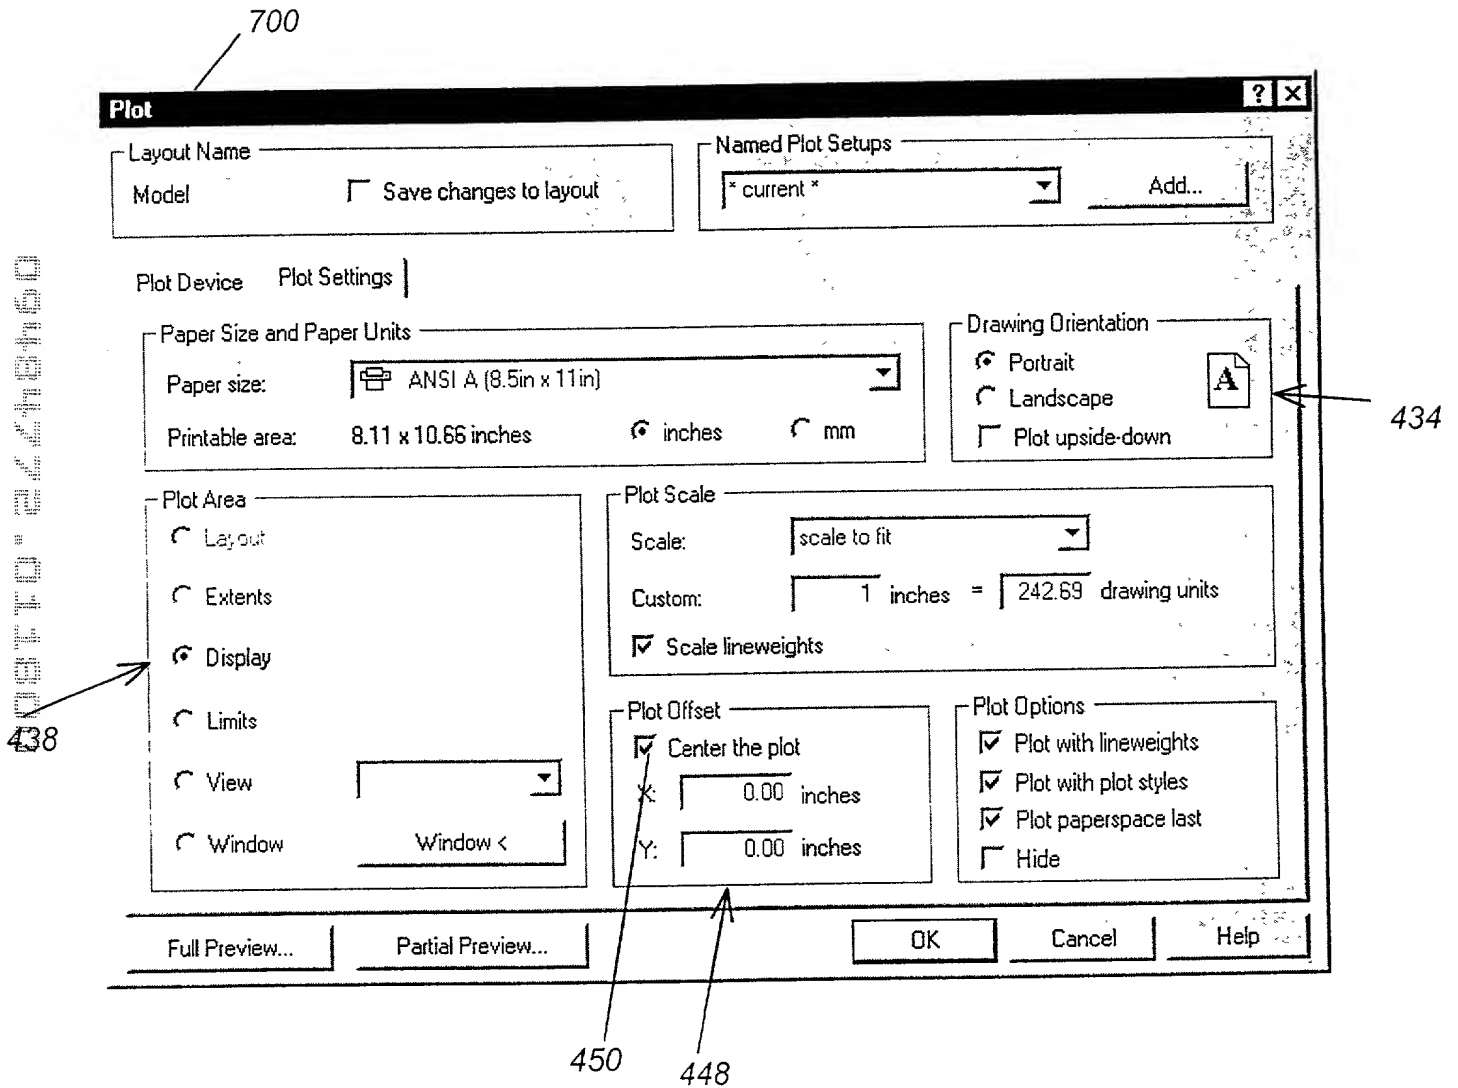 700
Plot ? X
Layout Name
Model Save changes to layout
Named Plot Setups
* current * Add...
Plot Device Plot Settings
Paper Size and Paper Units
Paper size: ANSI A (8.5in x 11in)
Printable area: 8.11 x 10.66 inches inches mm
Drawing Orientation
Portrait
Landscape
Plot upside-down
A
434
Plot Area
Layout
Extents
Display
Limits
View
Window Window <
438
Plot Scale
Scale: scale to fit
Custom: 1 inches = 242.69 drawing units
Scale lineweights
Plot Offset
Center the plot
X: 0.00 inches
Y: 0.00 inches
Plot Options
Plot with lineweights
Plot with plot styles
Plot paperspace last
Hide
Full Preview... Partial Preview... OK Cancel Help
450
448